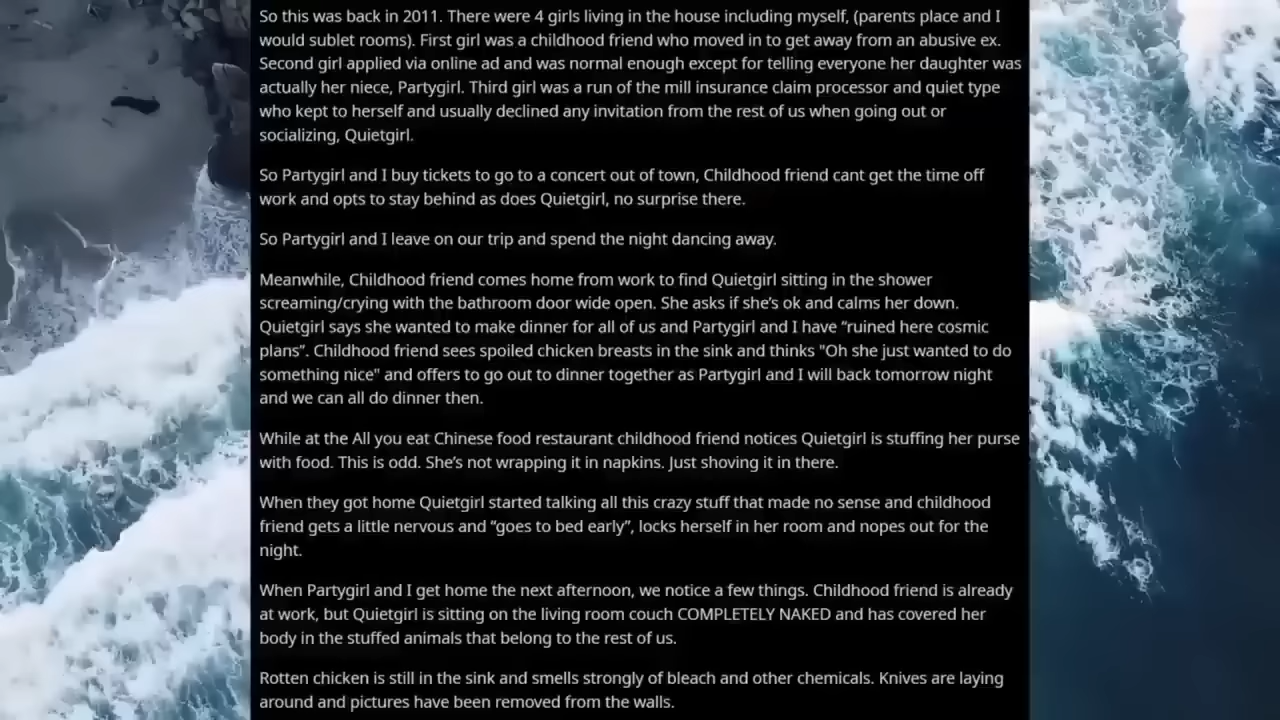 So this was back in 2011. There were 4 girls living in the house including myself, (parents place and I
would sublet rooms). First girl was a childhood friend who moved in to get away from an abusive ex.
Second girl applied via online ad and was normal enough except for telling everyone her daughter was
actually her niece, Partygirl. Third girl was a run of the mill insurance claim processor and quiet type
who kept to herself and usually declined any invitation from the rest of us when going out or
socializing, Quietgirl.
So Partygirl and I buy tickets to go to a concert out of town, Childhood friend cant get the time off
work and opts to stay behind as does Quietgirl, no surprise there.
So Partygirl and I leave on our trip and spend the night dancing away.
Meanwhile, Childhood friend comes home from work to find Quietgirl sitting in the shower
screaming/crying with the bathroom door wide open. She asks if she’s ok and calms her down.
Quietgirl says she wanted to make dinner for all of us and Partygirl and I have “ruined here cosmic
plans”. Childhood friend sees spoiled chicken breasts in the sink and thinks "Oh she just wanted to do
something nice" and offers to go out to dinner together as Partygirl and I will back tomorrow night
and we can all do dinner then.
While at the All you eat Chinese food restaurant childhood friend notices Quietgirl is stuffing her purse
with food. This is odd. She’s not wrapping it in napkins. Just shoving it in there.
When they got home Quietgirl started talking all this crazy stuff that made no sense and childhood
friend gets a little nervous and “goes to bed early”, locks herself in her room and nopes out for the
night.
When Partygirl and I get home the next afternoon, we notice a few things. Childhood friend is already
at work, but Quietgirl is sitting on the living room couch COMPLETELY NAKED and has covered her
body in the stuffed animals that belong to the rest of us.
Rotten chicken is still in the sink and smells strongly of bleach and other chemicals. Knives are laying
around and pictures have been removed from the walls.